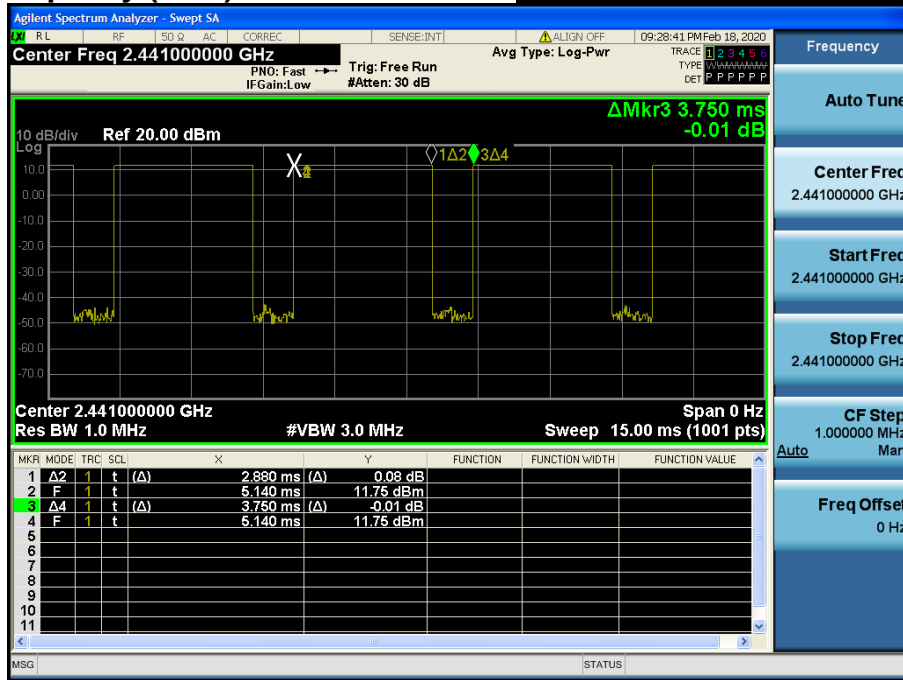 Agilent Spectrum Analyzer - Swept SA
LXI RL RF 50 Ω AC CORREC SENSE:INT ALIGN OFF 09:28:41 PM Feb 18, 2020
Center Freq 2.441000000 GHz Avg Type: Log-Pwr TRACE 1 2 3 4 5 6
PNO: Fast Trig: Free Run TYPE WWWWWW
IFGain:Low #Atten: 30 dB DET P P P P P P
ΔMkr3 3.750 ms
10 dB/div Ref 20.00 dBm -0.01 dB
Log
1Δ2 3Δ4
10.0
0.00
-10.0
-20.0
-30.0
-40.0
-50.0
-60.0
-70.0
Center 2.441000000 GHz Span 0 Hz
Res BW 1.0 MHz #VBW 3.0 MHz Sweep 15.00 ms (1001 pts)
MKR MODE TRC SCL X Y FUNCTION FUNCTION WIDTH FUNCTION VALUE
1 Δ2 1 t (Δ) 2.880 ms (Δ) 0.08 dB
2 F 1 t 5.140 ms 11.75 dBm
3 Δ4 1 t (Δ) 3.750 ms (Δ) -0.01 dB
4 F 1 t 5.140 ms 11.75 dBm
5
6
7
8
9
10
11
MSG STATUS
Frequency
Auto Tune
Center Freq
2.441000000 GHz
Start Freq
2.441000000 GHz
Stop Freq
2.441000000 GHz
CF Step
1.000000 MHz
Auto Man
Freq Offset
0 Hz